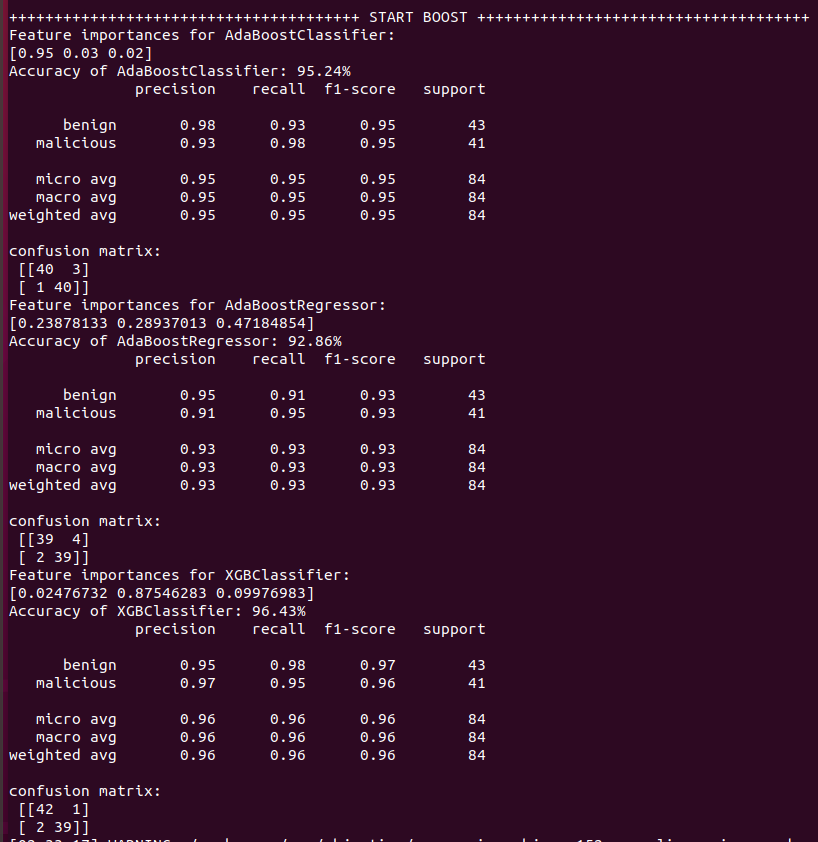 +++++++++++++++++++++++++++++++++++++++ START BOOST +++++++++++++++++++++++++++++++++++++
Feature importances for AdaBoostClassifier:
[0.95 0.03 0.02]
Accuracy of AdaBoostClassifier: 95.24%
              precision    recall  f1-score   support
      benign       0.98      0.93      0.95        43
   malicious       0.93      0.98      0.95        41
   micro avg       0.95      0.95      0.95        84
   macro avg       0.95      0.95      0.95        84
weighted avg       0.95      0.95      0.95        84
confusion matrix:
 [[40  3]
 [ 1 40]]
Feature importances for AdaBoostRegressor:
[0.23878133 0.28937013 0.47184854]
Accuracy of AdaBoostRegressor: 92.86%
              precision    recall  f1-score   support
      benign       0.95      0.91      0.93        43
   malicious       0.91      0.95      0.93        41
   micro avg       0.93      0.93      0.93        84
   macro avg       0.93      0.93      0.93        84
weighted avg       0.93      0.93      0.93        84
confusion matrix:
 [[39  4]
 [ 2 39]]
Feature importances for XGBClassifier:
[0.02476732 0.87546283 0.09976983]
Accuracy of XGBClassifier: 96.43%
              precision    recall  f1-score   support
      benign       0.95      0.98      0.97        43
   malicious       0.97      0.95      0.96        41
   micro avg       0.96      0.96      0.96        84
   macro avg       0.96      0.96      0.96        84
weighted avg       0.96      0.96      0.96        84
confusion matrix:
 [[42  1]
 [ 2 39]]